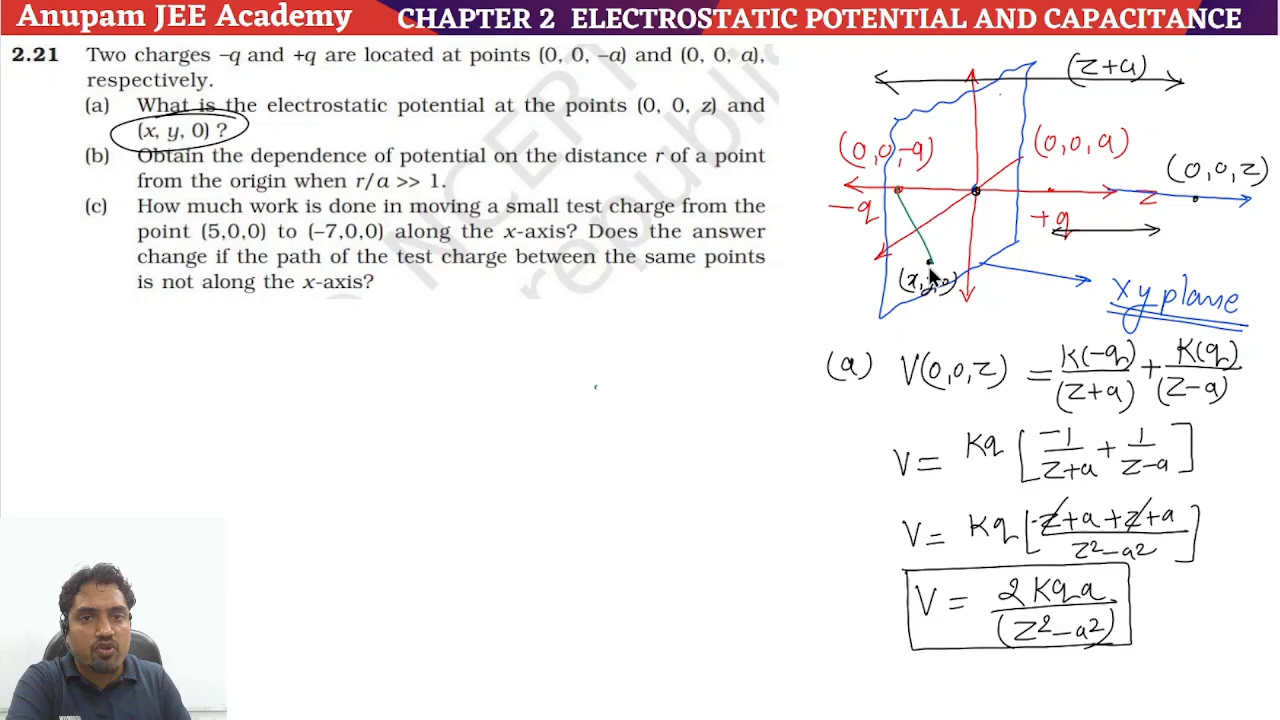 Anupam JEE Academy CHAPTER 2 ELECTROSTATIC POTENTIAL AND CAPACITANCE
2.21 Two charges –q and +q are located at points (0, 0, –a) and (0, 0, a),
respectively.
(a) What is the electrostatic potential at the points (0, 0, z) and
(x, y, 0) ?
(b) Obtain the dependence of potential on the distance r of a point
from the origin when r/a >> 1.
(c) How much work is done in moving a small test charge from the
point (5,0,0) to (–7,0,0) along the x-axis? Does the answer
change if the path of the test charge between the same points
is not along the x-axis?
NCERT
republi
(z+a)
(0,0,-a)
(0,0,a)
(0,0,z)
-q
+q
z
(x,y,0)
xy plane
(a) V(0,0,z) = K(-q)/(z+a) + K(q)/(z-a)
V = Kq [-1/z+a + 1/z-a]
V = Kq [-z+a+z+a/z²-a²]
V = 2Kqa/(z²-a²)